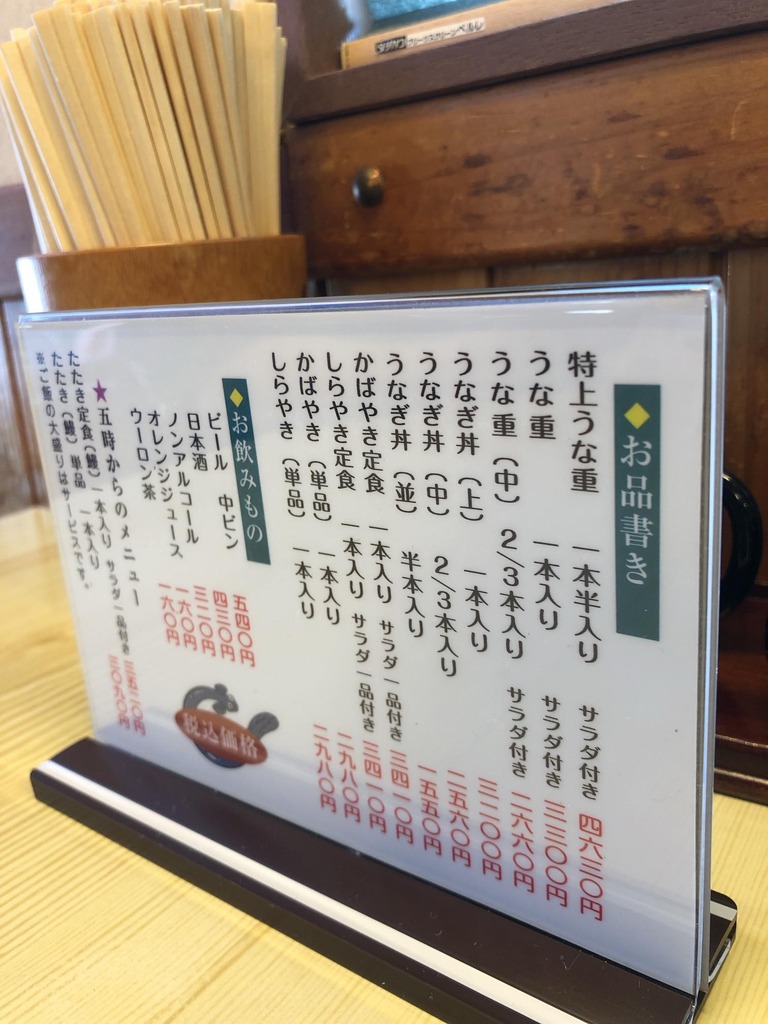 お品書き
特上うな重 一本半入り サラダ付き 四六三〇円
うな重 一本入り サラダ付き 三三〇〇円
うな重(中) 2/3本入り サラダ付き 二六六〇円
うなぎ丼(上) 一本入り 三二〇〇円
うなぎ丼(中) 2/3本入り 二五六〇円
うなぎ丼(並) 半本入り 一五五〇円
かばやき定食 一本入り サラダ一品付き 三四一〇円
しらやき定食 一本入り サラダ一品付き 三四一〇円
かばやき(単品) 一本入り 二九八〇円
しらやき(単品) 一本入り 二九八〇円
お飲みもの
ビール 中ビン 五四〇円
日本酒 四三〇円
ノンアルコール 三二〇円
オレンジジュース 一六〇円
ウーロン茶 一六〇円
★五時からのメニュー
たたき定食(鰻)一本入り サラダ一品付き 三五二〇円
たたき(鰻)単品 一本入り 三〇九〇円
※ご飯の大盛りはサービスです。
税込価格